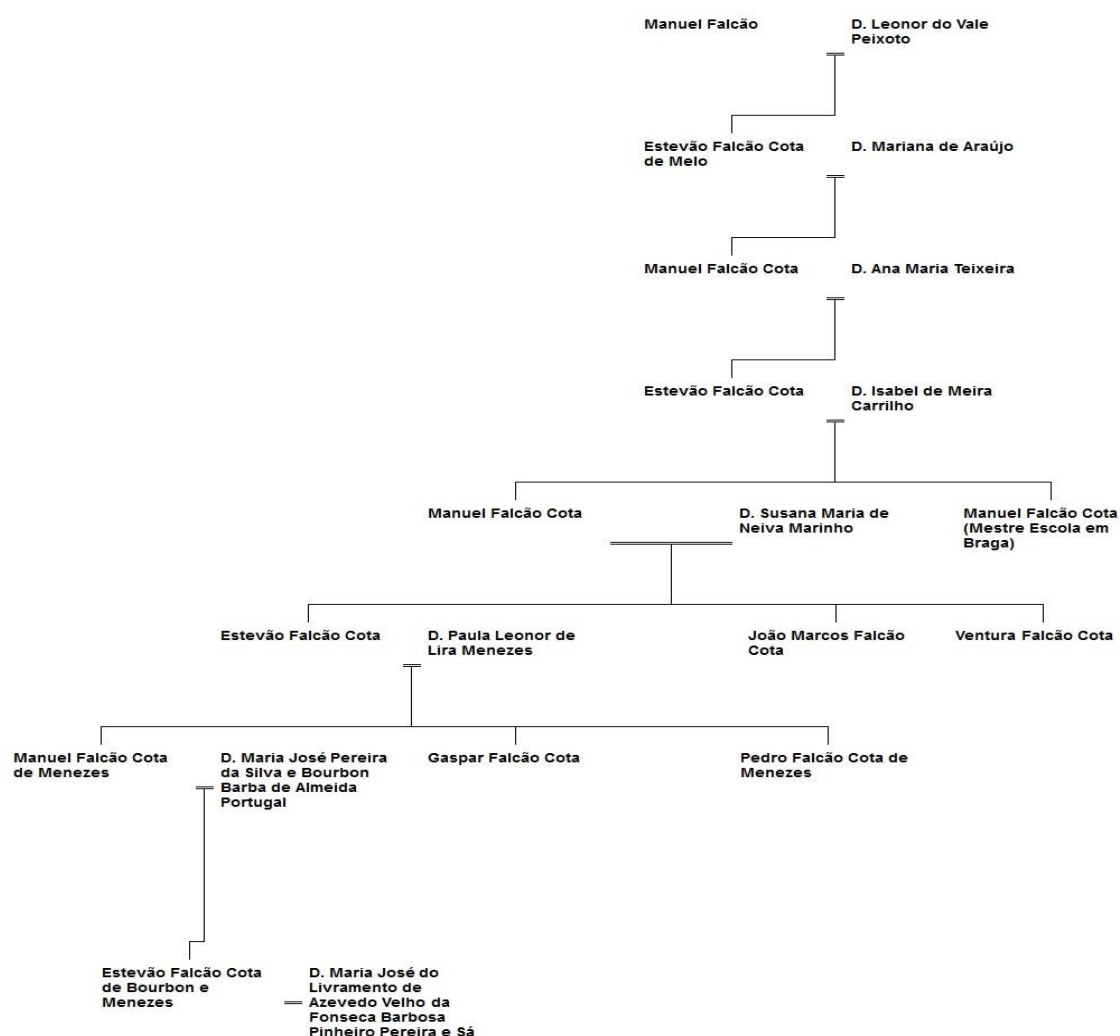 Manuel Falcão
D. Leonor do Vale
Peixoto
Estevão Falcão Cota
de Melo
D. Mariana de Araújo
Manuel Falcão Cota
D. Ana Maria Teixeira
Estevão Falcão Cota
D. Isabel de Meira
Carrilho
Manuel Falcão Cota
D. Susana Maria de
Neiva Marinho
Manuel Falcão Cota
(Mestre Escola em
Braga)
Estevão Falcão Cota
D. Paula Leonor de
Lira Menezes
João Marcos Falcão
Cota
Ventura Falcão Cota
Manuel Falcão Cota
de Menezes
D. Maria José Pereira
da Silva e Bourbon
Barba de Almeida
Portugal
Gaspar Falcão Cota
Pedro Falcão Cota de
Menezes
Estevão Falcão Cota
de Bourbon e
Menezes
D. Maria José do
Livramento de
Azevedo Velho da
Fonseca Barbosa
Pinheiro Pereira e Sá